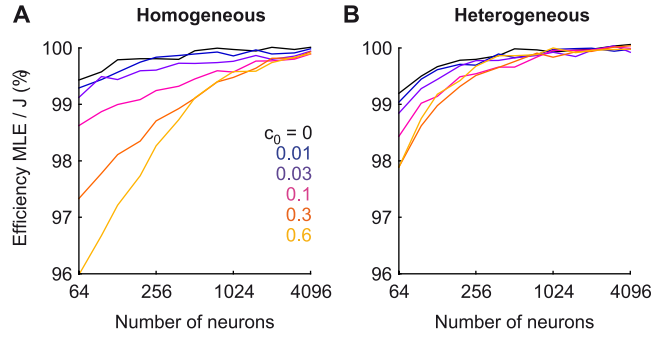 A
Homogeneous
Efficiency MLE / J (%)
100
99
98
97
96
c0 = 0
0.01
0.03
0.1
0.3
0.6
64
256
1024
4096
Number of neurons
B
Heterogeneous
100
99
98
97
96
64
256
1024
4096
Number of neurons